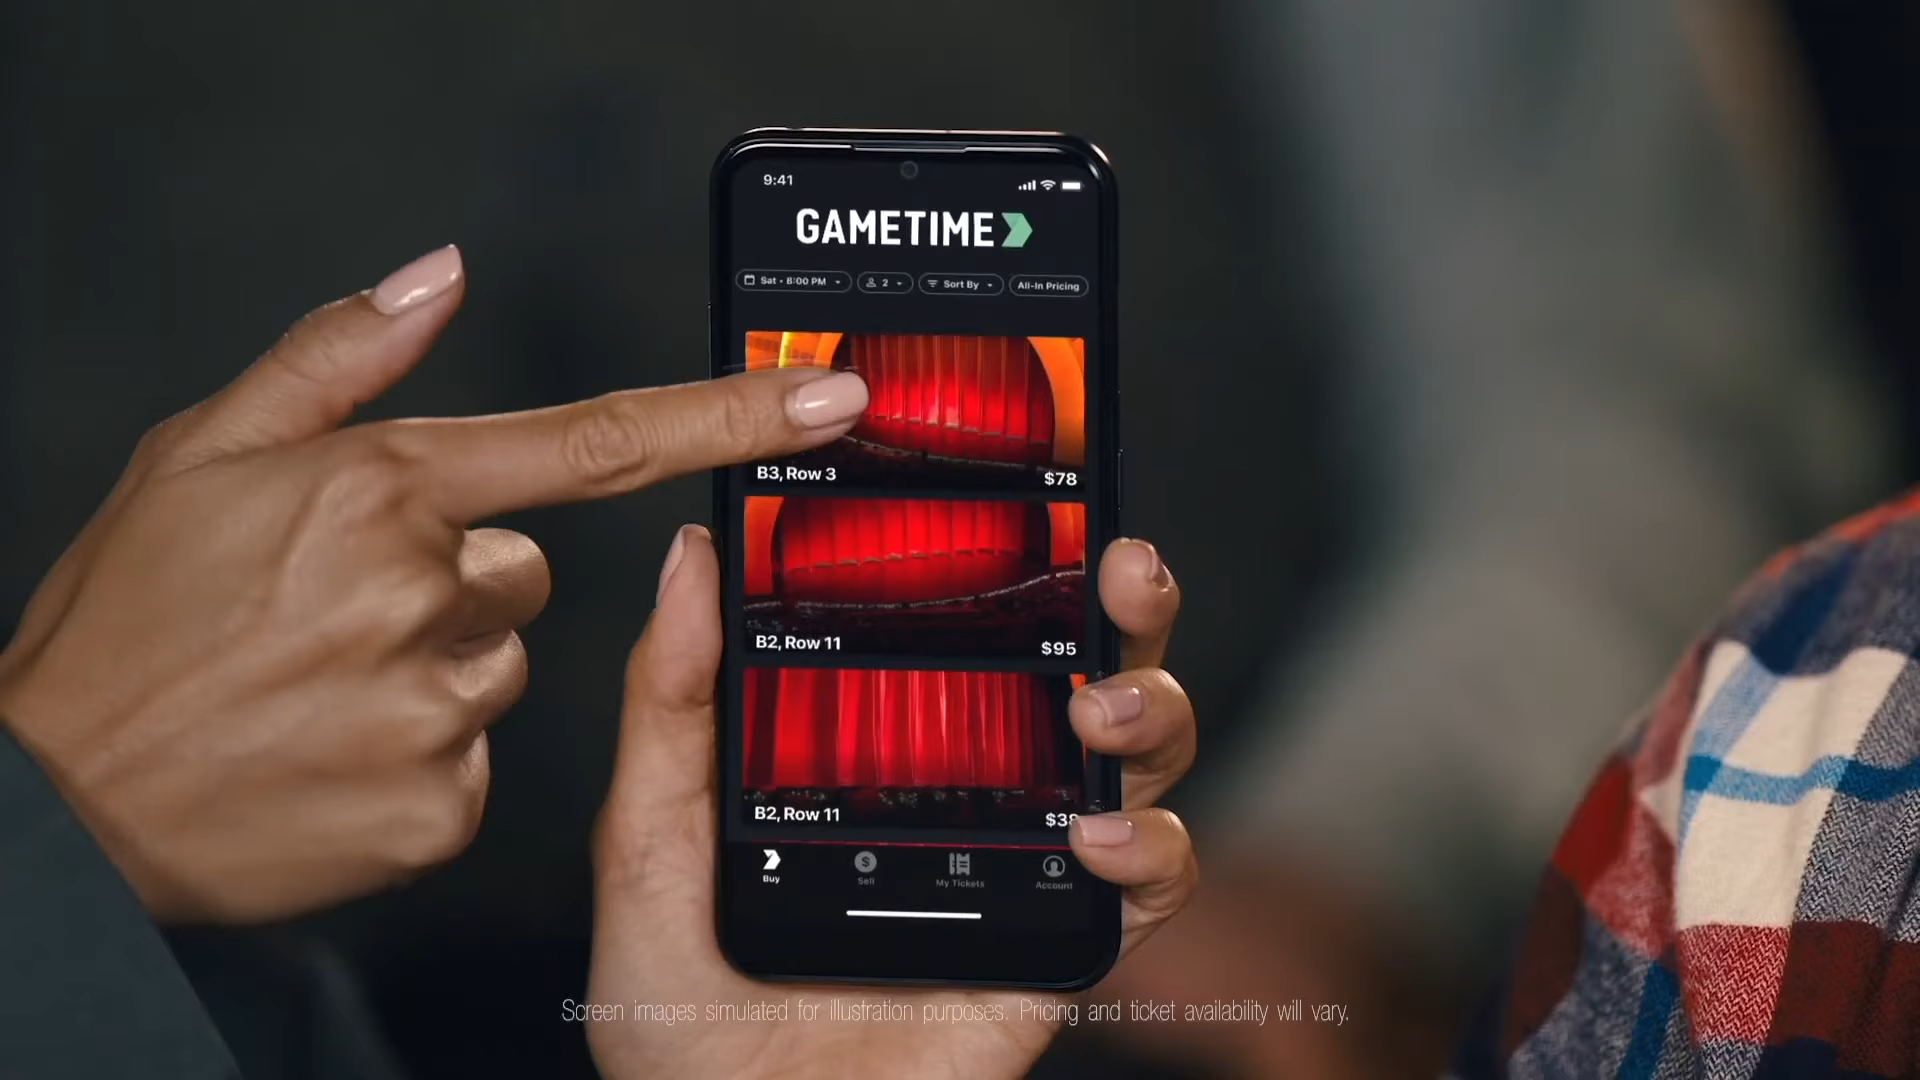 9:41
GAMETIME
Sat • 8:00 PM
2
Sort By
All-In Pricing
B3, Row 3
$78
B2, Row 11
$95
B2, Row 11
Buy
Sell
My Tickets
Account
Screen images simulated for illustration purposes. Pricing and ticket availability will vary.